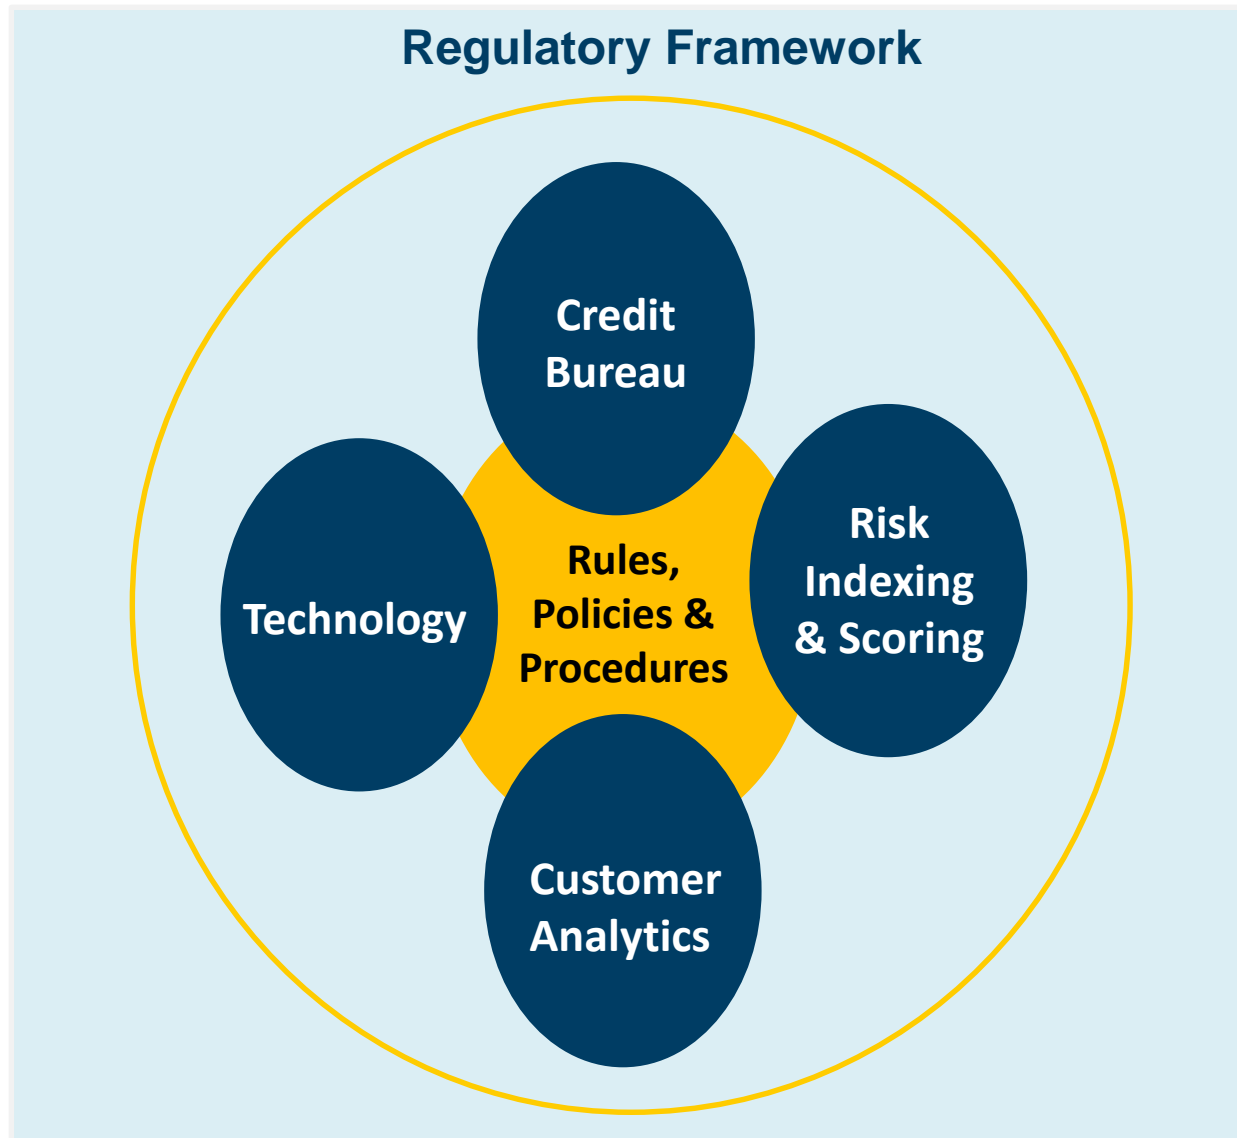 Regulatory Framework
Credit
Bureau
Technology
Rules,
Policies &
Procedures
Risk
Indexing
& Scoring
Customer
Analytics